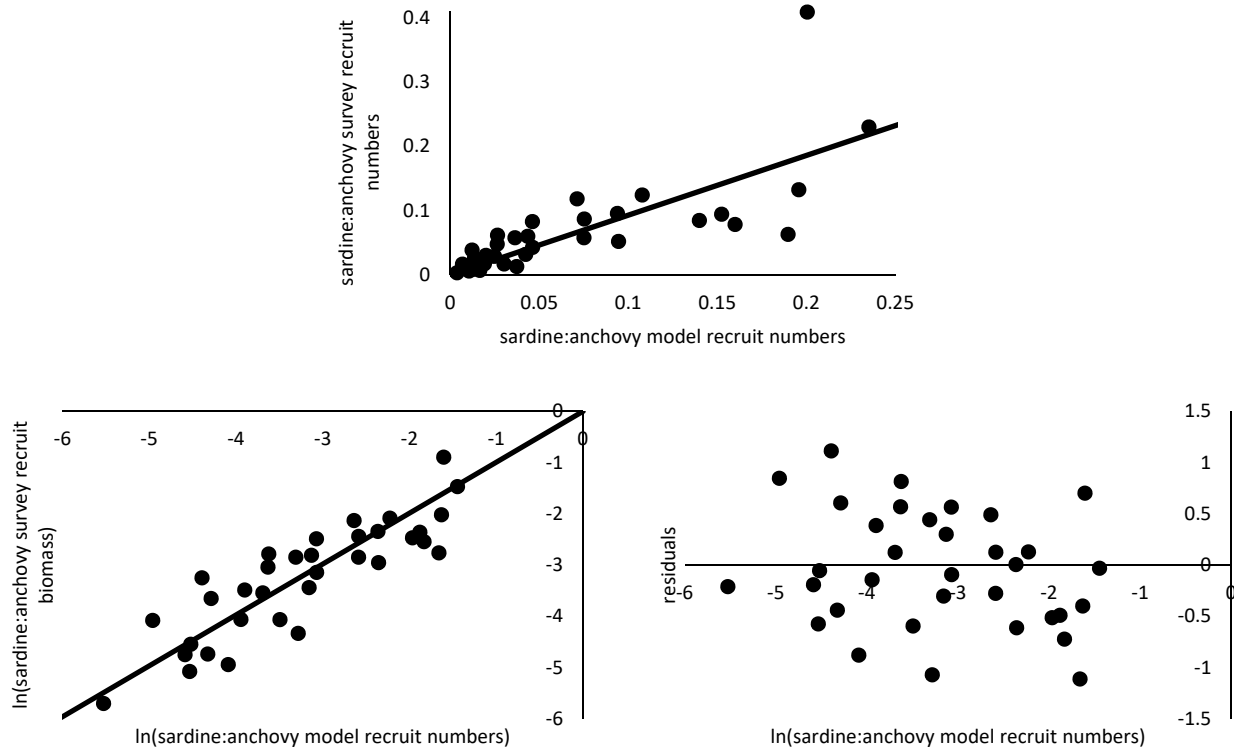 sardine:anchovy survey recruit
numbers
0.4
0.3
0.2
0.1
0
0 0.05 0.1 0.15 0.2 0.25
sardine:anchovy model recruit numbers
ln(sardine:anchovy survey recruit
biomass)
-6 -5 -4 -3 -2 -1 0
0
-1
-2
-3
-4
-5
-6
ln(sardine:anchovy model recruit numbers)
residuals
1.5
1
0.5
0
-0.5
-1
-1.5
-6 -5 -4 -3 -2 -1 0
ln(sardine:anchovy model recruit numbers)